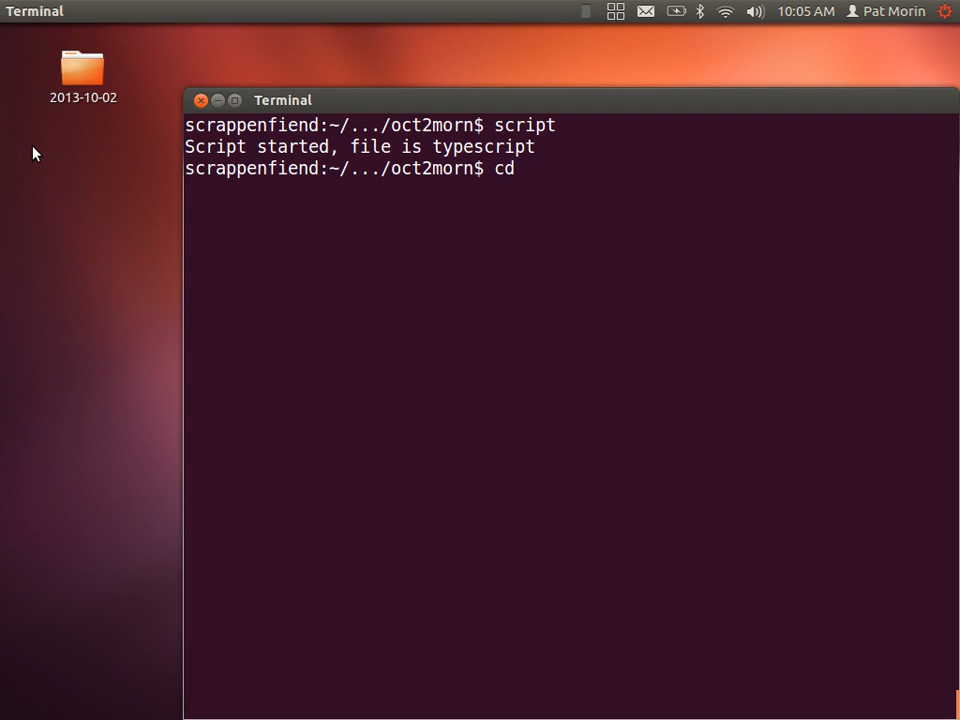 Terminal
10:05 AM Pat Morin
2013-10-02
Terminal
scrappenfiend:~/.../oct2morn$ script
Script started, file is typescript
scrappenfiend:~/.../oct2morn$ cd